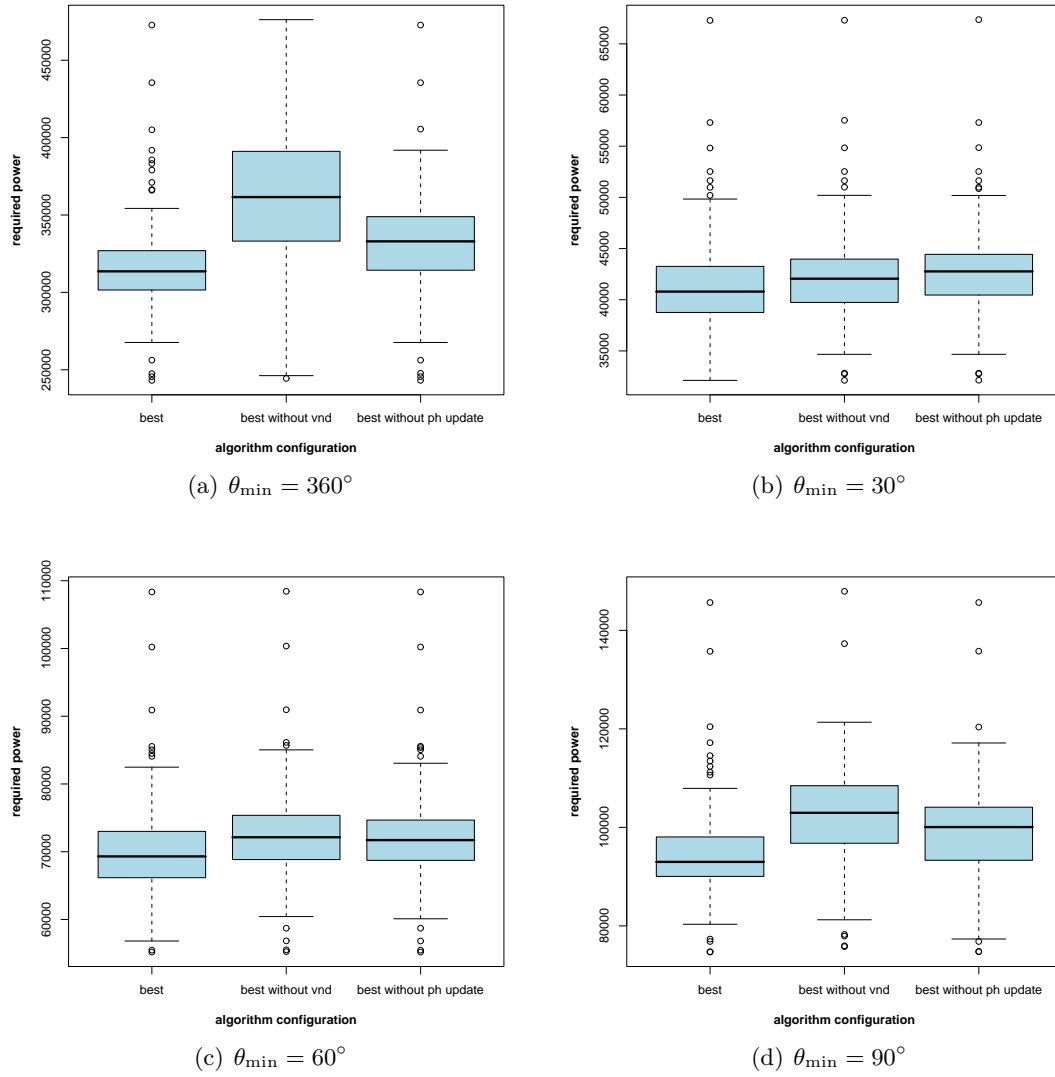 450000
400000
350000
300000
250000
required power
best
best without vnd
best without ph update
algorithm configuration
(a) θmin = 360°
65000
60000
55000
50000
45000
40000
35000
required power
best
best without vnd
best without ph update
algorithm configuration
(b) θmin = 30°
110000
100000
90000
80000
70000
60000
required power
best
best without vnd
best without ph update
algorithm configuration
(c) θmin = 60°
140000
120000
100000
80000
required power
best
best without vnd
best without ph update
algorithm configuration
(d) θmin = 90°